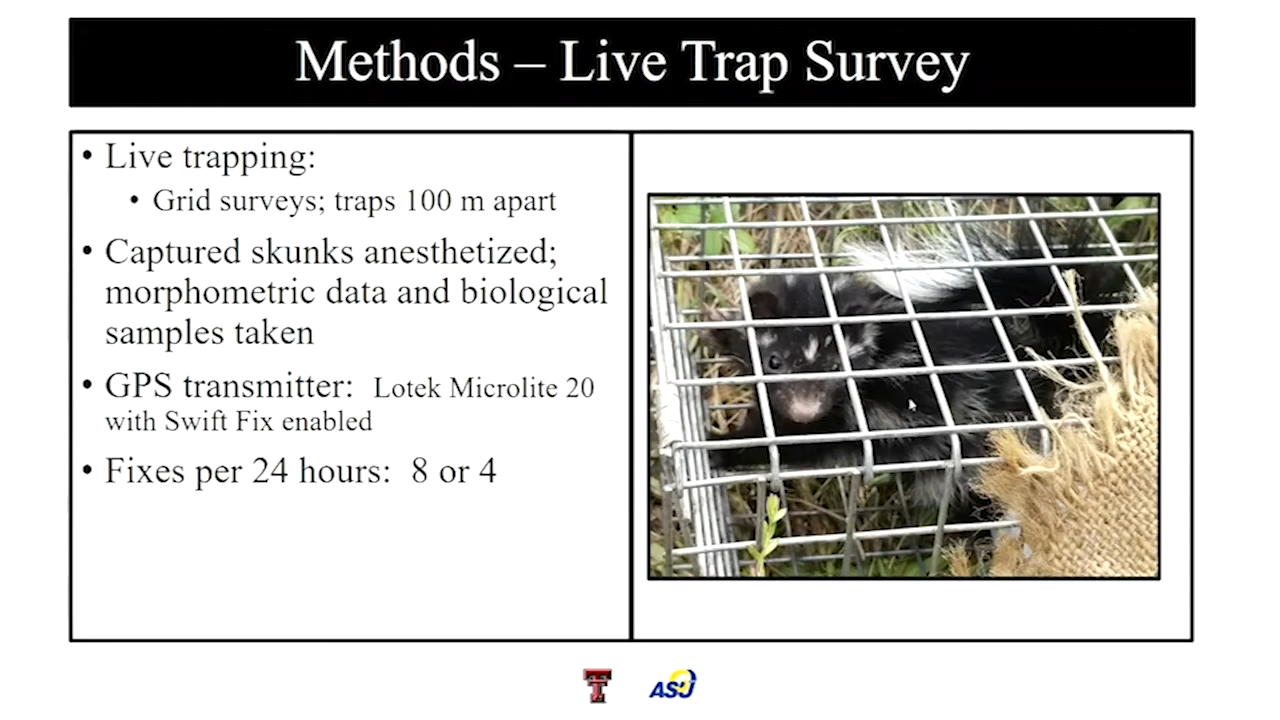 Methods – Live Trap Survey
• Live trapping:
• Grid surveys; traps 100 m apart
• Captured skunks anesthetized;
morphometric data and biological
samples taken
• GPS transmitter: Lotek Microlite 20
with Swift Fix enabled
• Fixes per 24 hours: 8 or 4
T
ASU